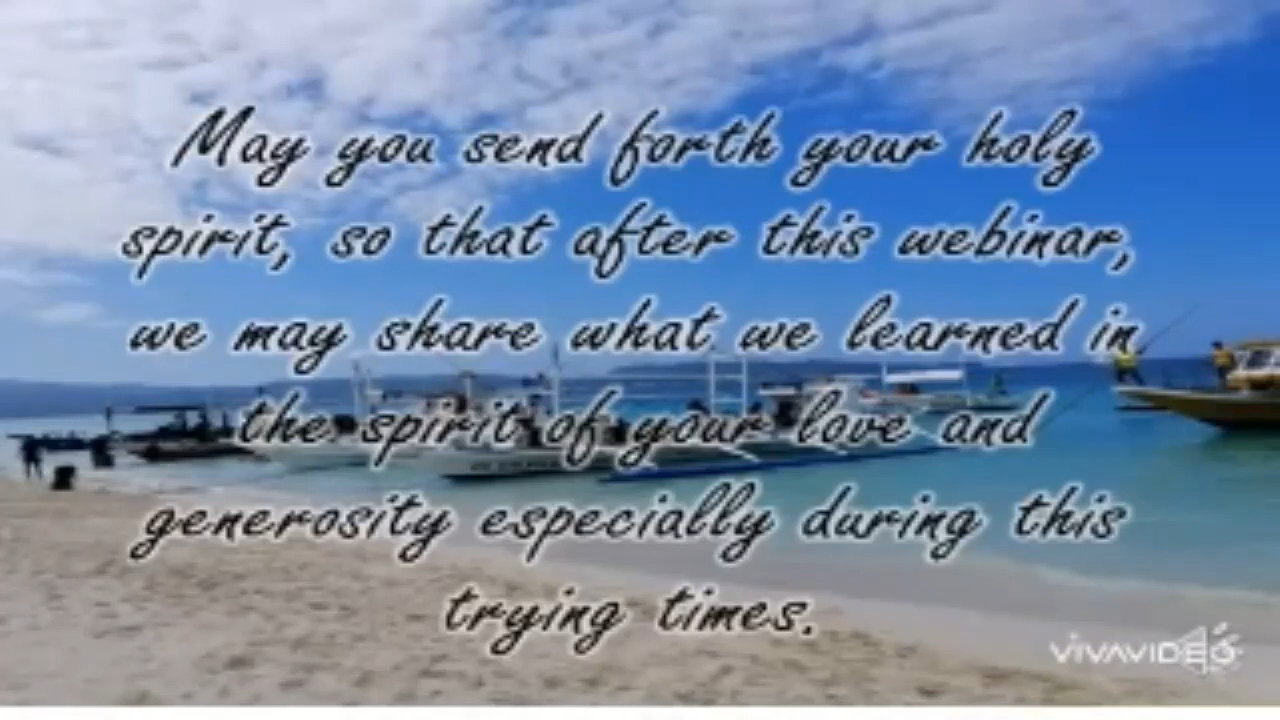 May you send forth your holy
spirit, so that after this webinar,
we may share what we learned in
the spirit of your love and
generosity especially during this
trying times.
VIVAVIDEO